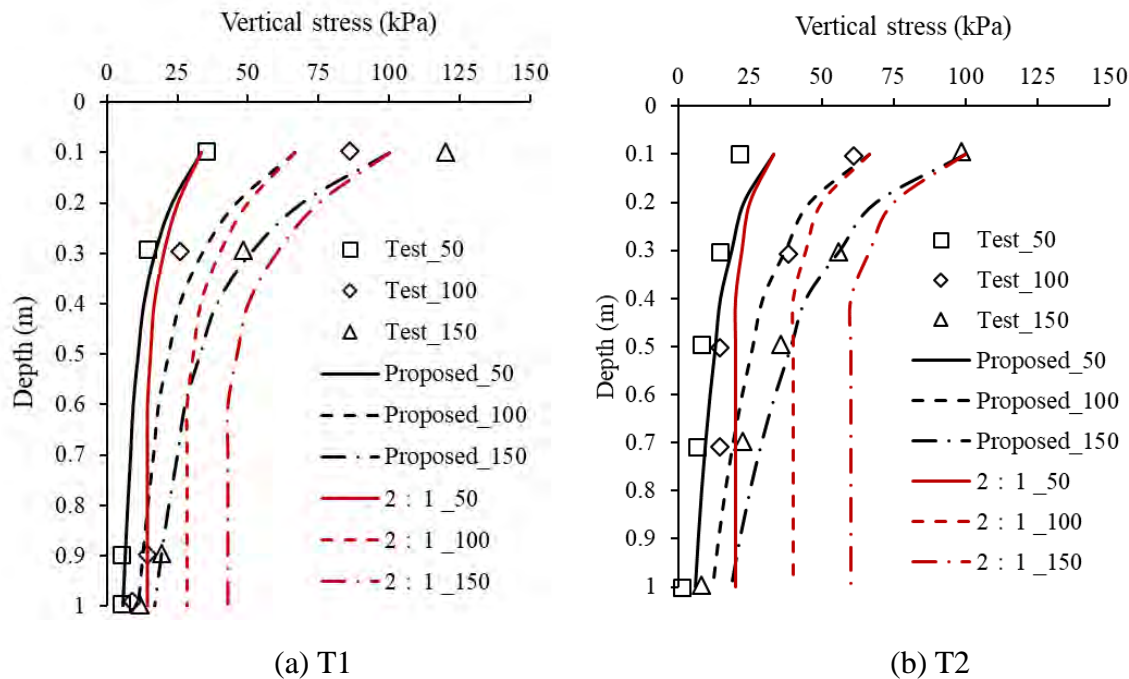 Vertical stress (kPa)
0 25 50 75 100 125 150
0
0.1
0.2
0.3
0.4
0.5
0.6
0.7
0.8
0.9
1
Depth (m)
Test_50
Test_100
Test_150
Proposed_50
Proposed_100
Proposed_150
2 : 1 _50
2 : 1 _100
2 : 1 _150
(a) T1
Vertical stress (kPa)
0 25 50 75 100 125 150
0
0.1
0.2
0.3
0.4
0.5
0.6
0.7
0.8
0.9
1
Depth (m)
Test_50
Test_100
Test_150
Proposed_50
Proposed_100
Proposed_150
2 : 1 _50
2 : 1 _100
2 : 1 _150
(b) T2